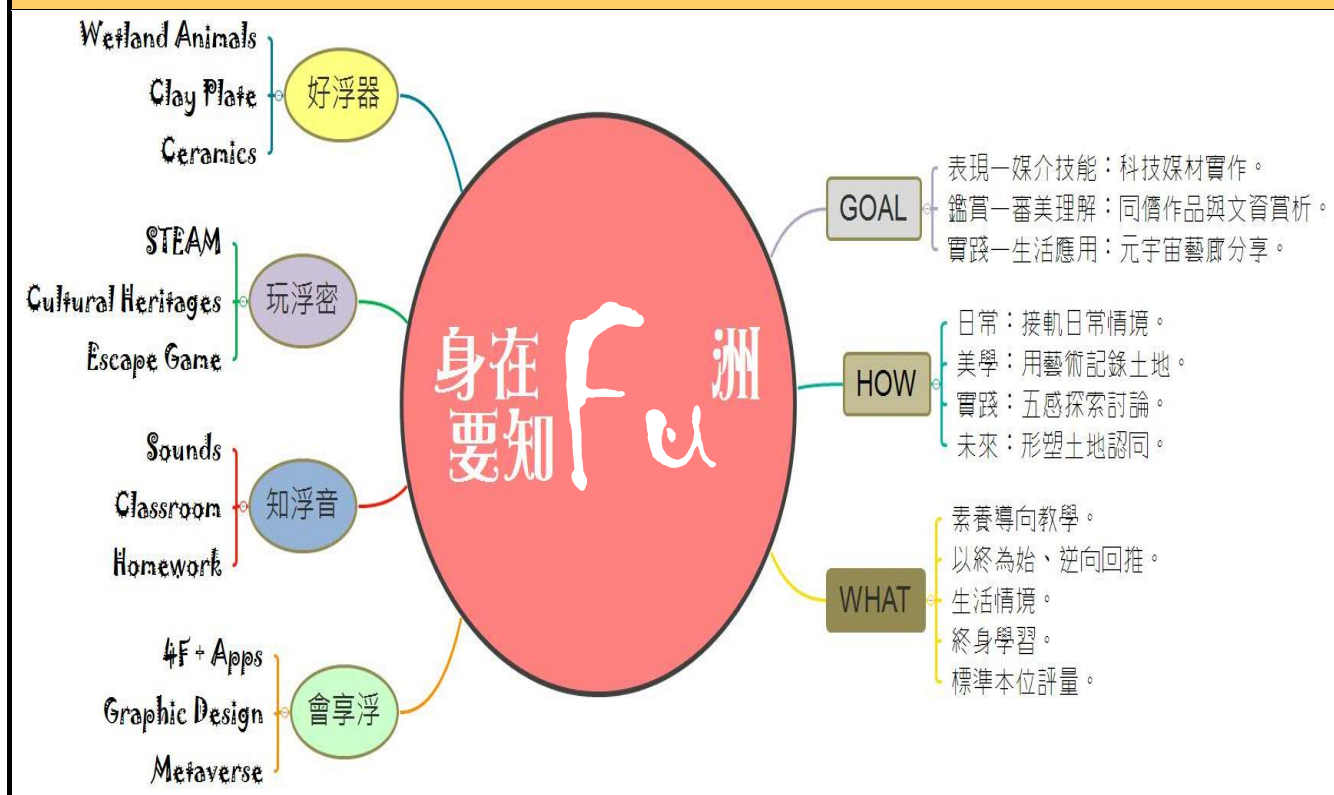 Wetland Animals
Clay Plate
Ceramics
好浮器
STEAM
Cultural Heritages
Escape Game
玩浮密
Sounds
Classroom
Homework
知浮音
4F + Apps
Graphic Design
Metaverse
會享浮
身在Fu洲
要知
GOAL
表現—媒介技能：科技媒材實作。
鑑賞—審美理解：同儕作品與文資賞析。
實踐—生活應用：元宇宙藝廊分享。
HOW
日常：接軌日常情境。
美學：用藝術記錄土地。
實踐：五感探索討論。
未來：形塑土地認同。
WHAT
素養導向教學。
以終為始、逆向回推。
生活情境。
終身學習。
標準本位評量。